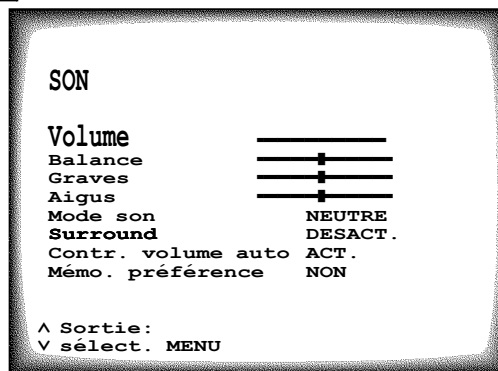 SON
Volume
Balance
Graves
Aigus
Mode son NEUTRE
Surround DESACT.
Contr. volume auto ACT.
Mémo. préférence NON
∧ Sortie:
∨ sélect. MENU